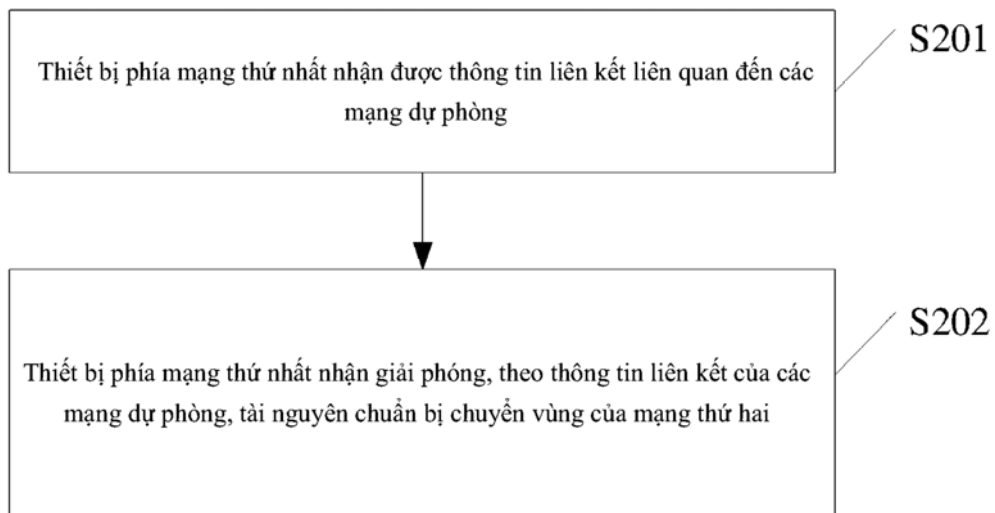 Thiết bị phía mạng thứ nhất nhận được thông tin liên kết liên quan đến các
mạng dự phòng
S201
Thiết bị phía mạng thứ nhất nhận giải phóng, theo thông tin liên kết của các
mạng dự phòng, tài nguyên chuẩn bị chuyển vùng của mạng thứ hai
S202